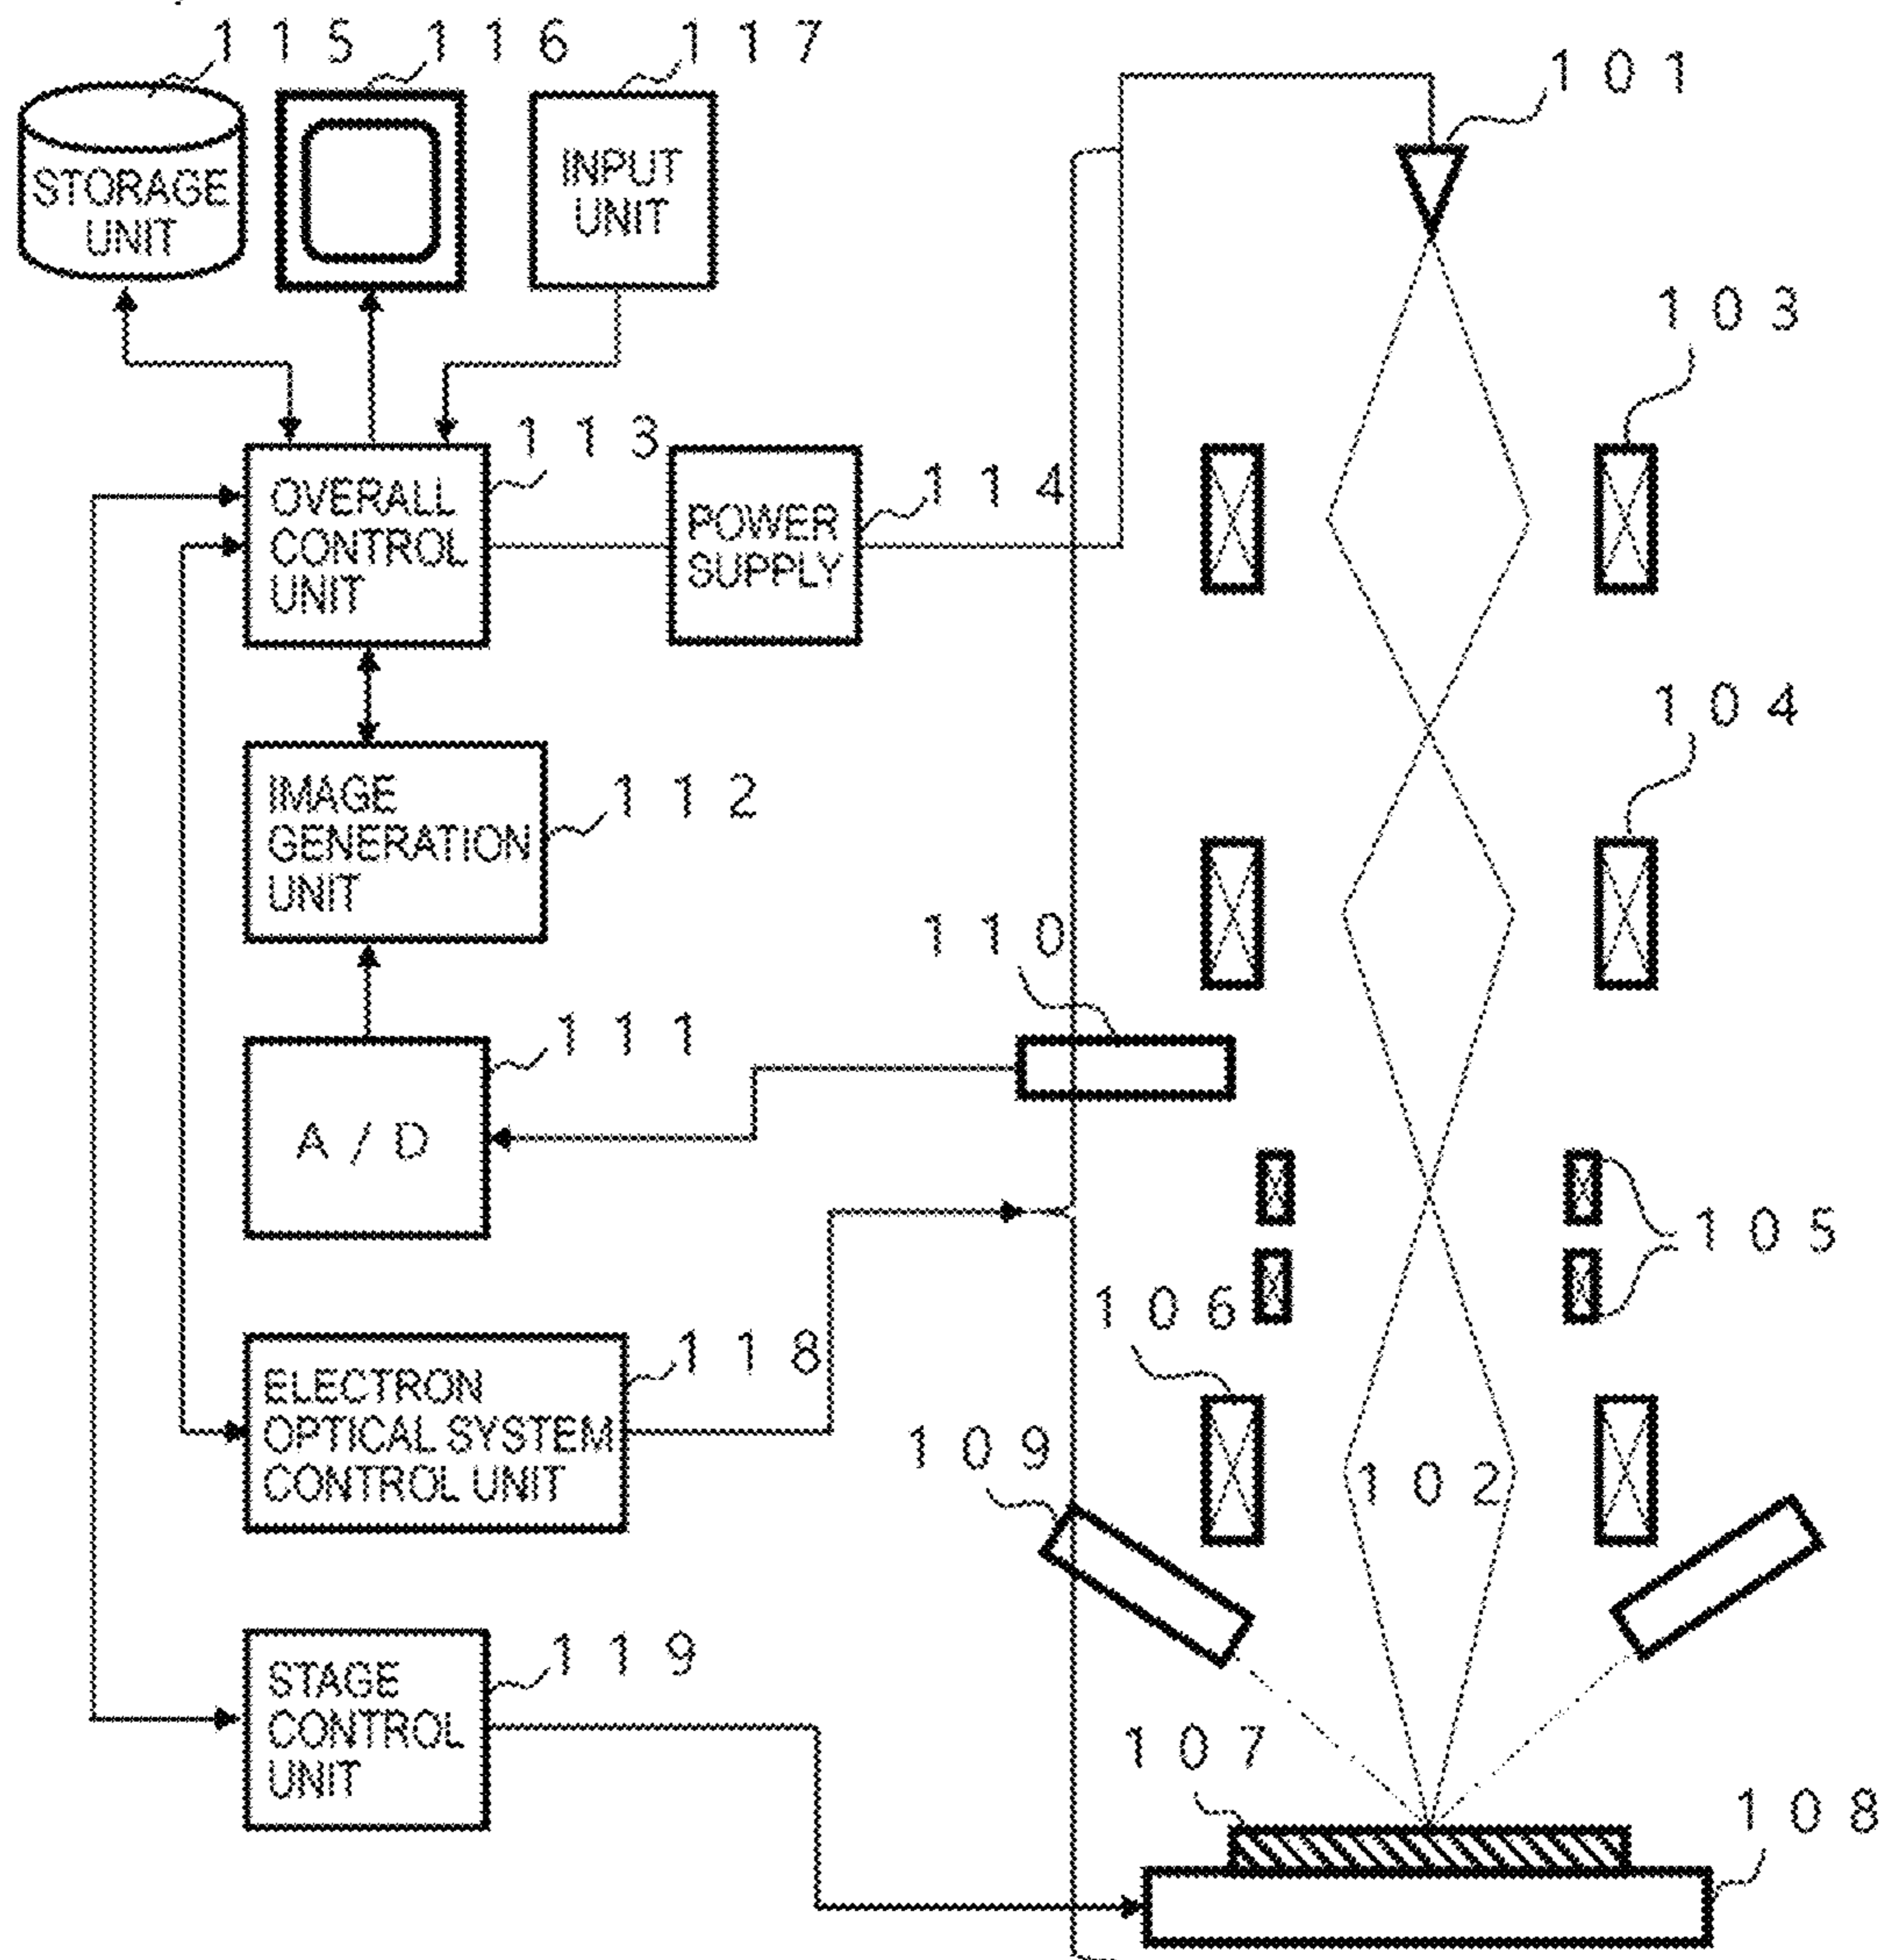 115
116
117
101
STORAGE
UNIT
INPUT
UNIT
103
113
OVERALL
CONTROL
UNIT
114
POWER
SUPPLY
104
112
IMAGE
GENERATION
UNIT
110
111
A / D
105
106
118
ELECTRON
OPTICAL SYSTEM
CONTROL UNIT
109
102
119
STAGE
CONTROL
UNIT
107
108